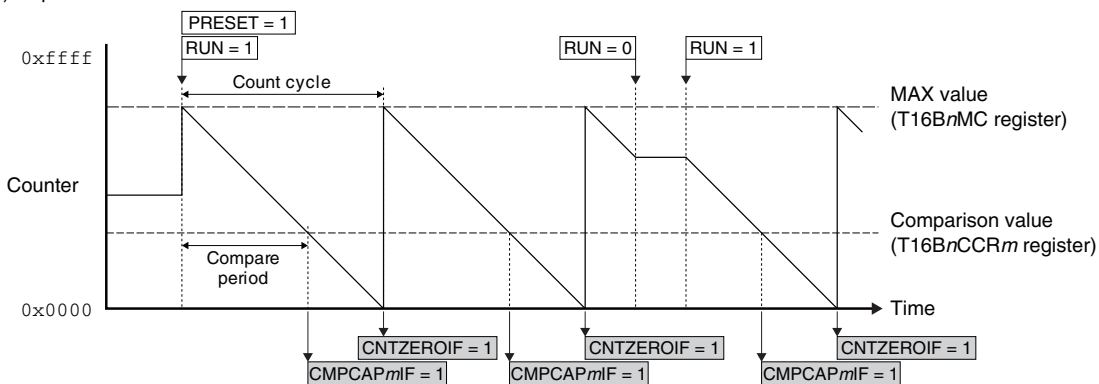 PRESET = 1
RUN = 1
RUN = 0
RUN = 1
0xffff
Count cycle
MAX value
(T16BnMC register)
Counter
Comparison value
(T16BnCCRm register)
Compare
period
0x0000
Time
CNTZEROIF = 1
CNTZEROIF = 1
CNTZEROIF = 1
CMPCAPmIF = 1
CMPCAPmIF = 1
CMPCAPmIF = 1